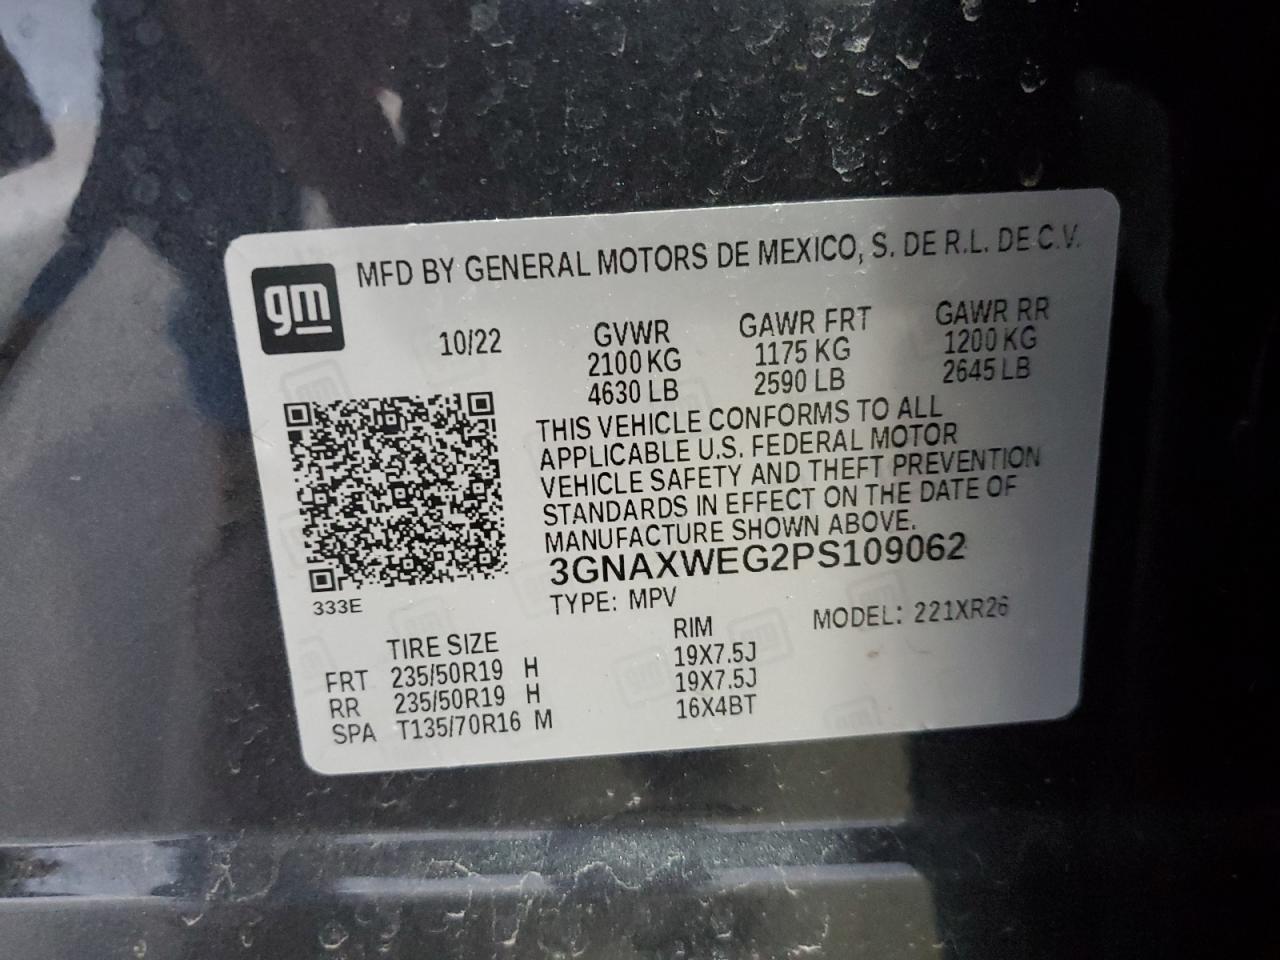 gm
MFD BY GENERAL MOTORS DE MEXICO, S. DE R.L. DE C.V.
10/22
GVWR
2100 KG
4630 LB
GAWR FRT
1175 KG
2590 LB
GAWR RR
1200 KG
2645 LB
THIS VEHICLE CONFORMS TO ALL
APPLICABLE U.S. FEDERAL MOTOR
VEHICLE SAFETY AND THEFT PREVENTION
STANDARDS IN EFFECT ON THE DATE OF
MANUFACTURE SHOWN ABOVE.
3GNAXWEG2PS109062
TYPE: MPV
MODEL: 221XR26
333E
TIRE SIZE RIM
FRT 235/50R19 H 19X7.5J
RR 235/50R19 H 19X7.5J
SPA T135/70R16 M 16X4BT